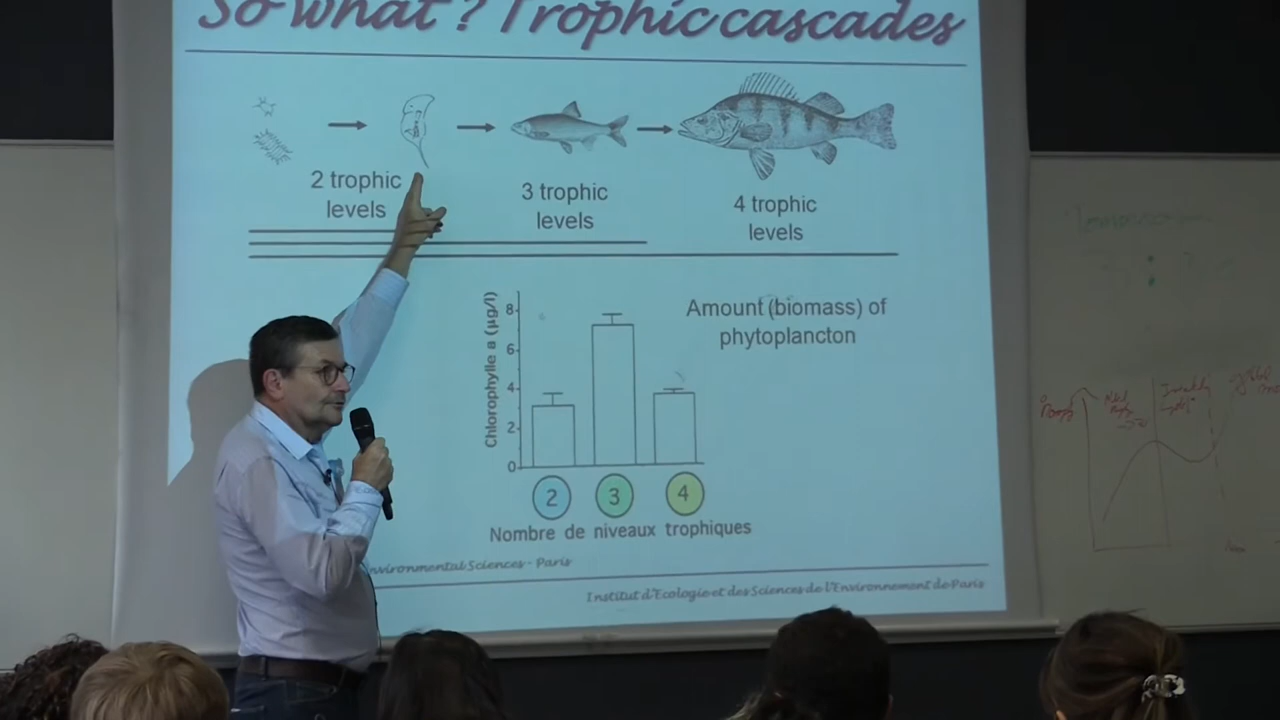 So what? Trophic cascades
2 trophic
levels
3 trophic
levels
4 trophic
levels
Amount (biomass) of
phytoplancton
Chlorophylle a (µg/l)
8
6
4
2
0
2
3
4
Nombre de niveaux trophiques
nvironmental Sciences - Paris
Institut d'Ecologie et des Sciences de l'Environnement de Paris